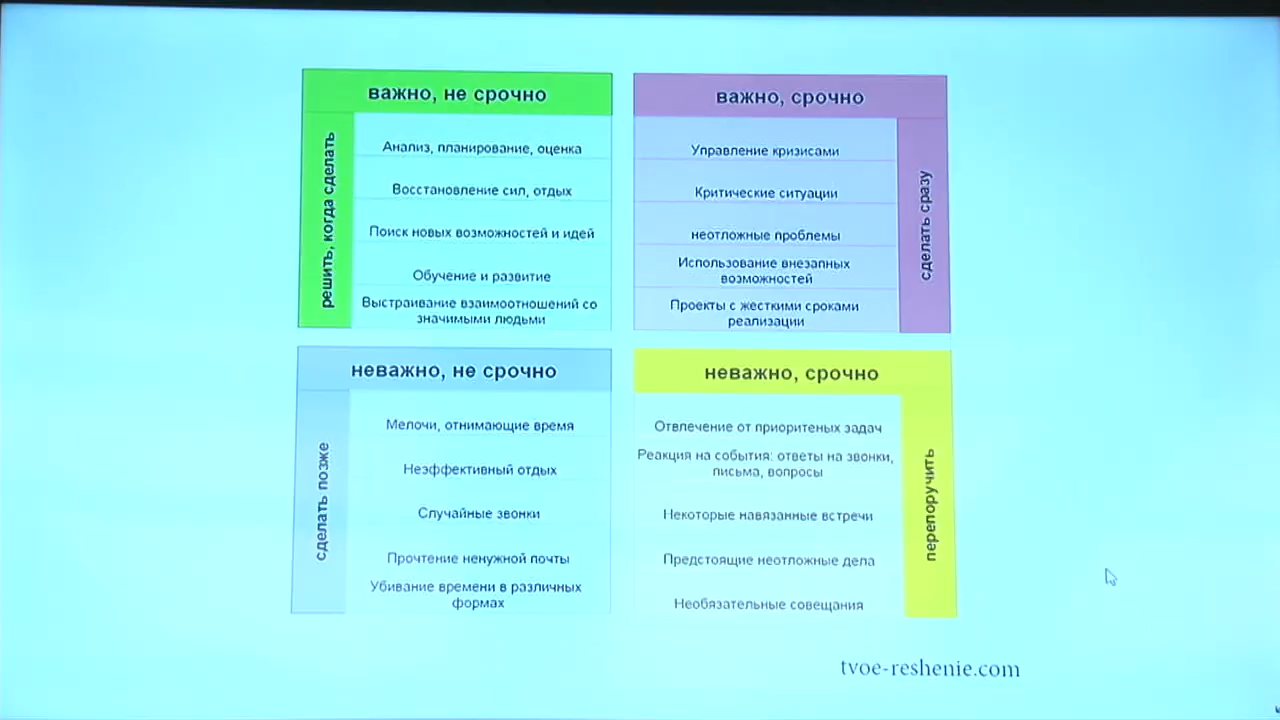 важно, не срочно
решить, когда сделать
Анализ, планирование, оценка
Восстановление сил, отдых
Поиск новых возможностей и идей
Обучение и развитие
Выстраивание взаимоотношений со
значимыми людьми
важно, срочно
Управление кризисами
Критические ситуации
неотложные проблемы
Использование внезапных
возможностей
Проекты с жесткими сроками
реализации
сделать сразу
неважно, не срочно
сделать позже
Мелочи, отнимающие время
Неэффективный отдых
Случайные звонки
Прочтение ненужной почты
Убивание времени в различных
формах
неважно, срочно
Отвлечение от приоритеных задач
Реакция на события: ответы на звонки,
письма, вопросы
Некоторые навязанные встречи
Предстоящие неотложные дела
Необязательные совещания
перепоручить
tvoe-reshenie.com